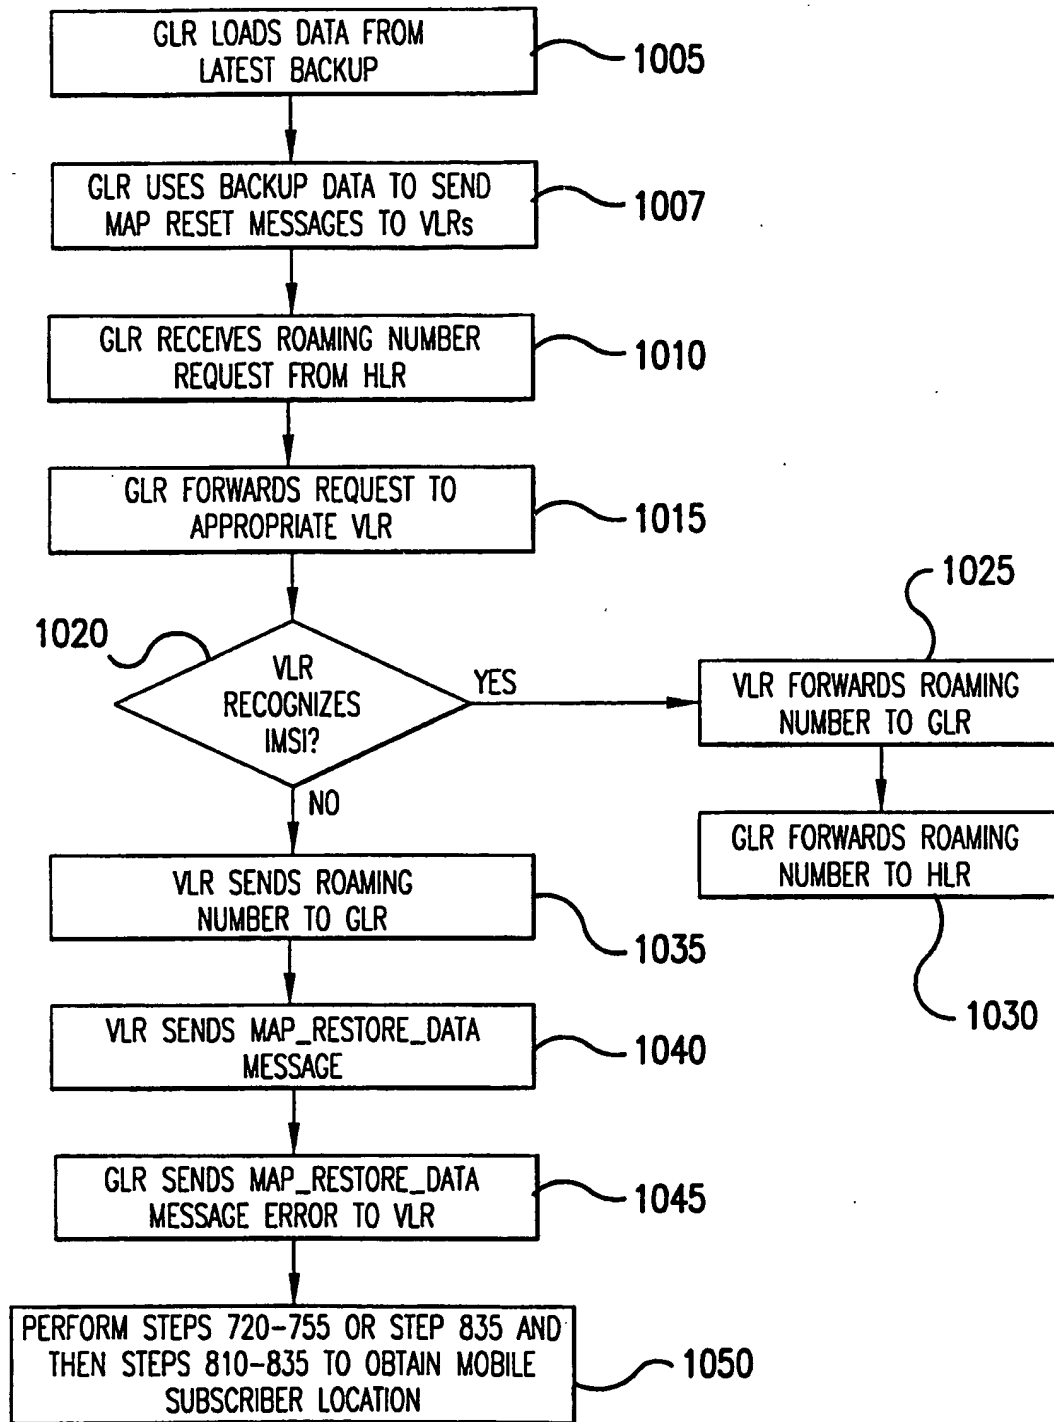 GLR LOADS DATA FROM
LATEST BACKUP
1005
GLR USES BACKUP DATA TO SEND
MAP RESET MESSAGES TO VLRs
1007
GLR RECEIVES ROAMING NUMBER
REQUEST FROM HLR
1010
GLR FORWARDS REQUEST TO
APPROPRIATE VLR
1015
1020
VLR
RECOGNIZES
IMSI?
YES
NO
1025
VLR FORWARDS ROAMING
NUMBER TO GLR
GLR FORWARDS ROAMING
NUMBER TO HLR
1030
VLR SENDS ROAMING
NUMBER TO GLR
1035
VLR SENDS MAP_RESTORE_DATA
MESSAGE
1040
GLR SENDS MAP_RESTORE_DATA
MESSAGE ERROR TO VLR
1045
PERFORM STEPS 720-755 OR STEP 835 AND
THEN STEPS 810-835 TO OBTAIN MOBILE
SUBSCRIBER LOCATION
1050